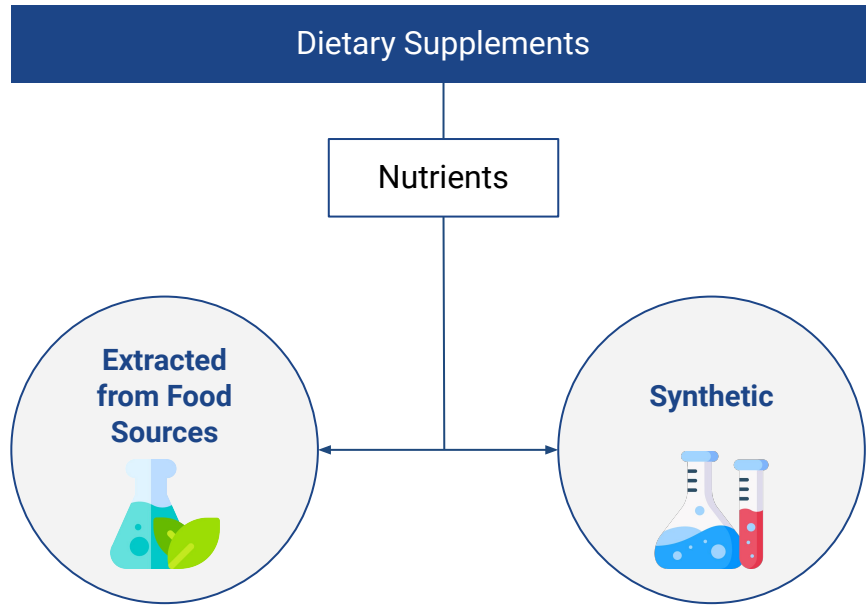 Dietary Supplements
Nutrients
Extracted
from Food
Sources
Synthetic